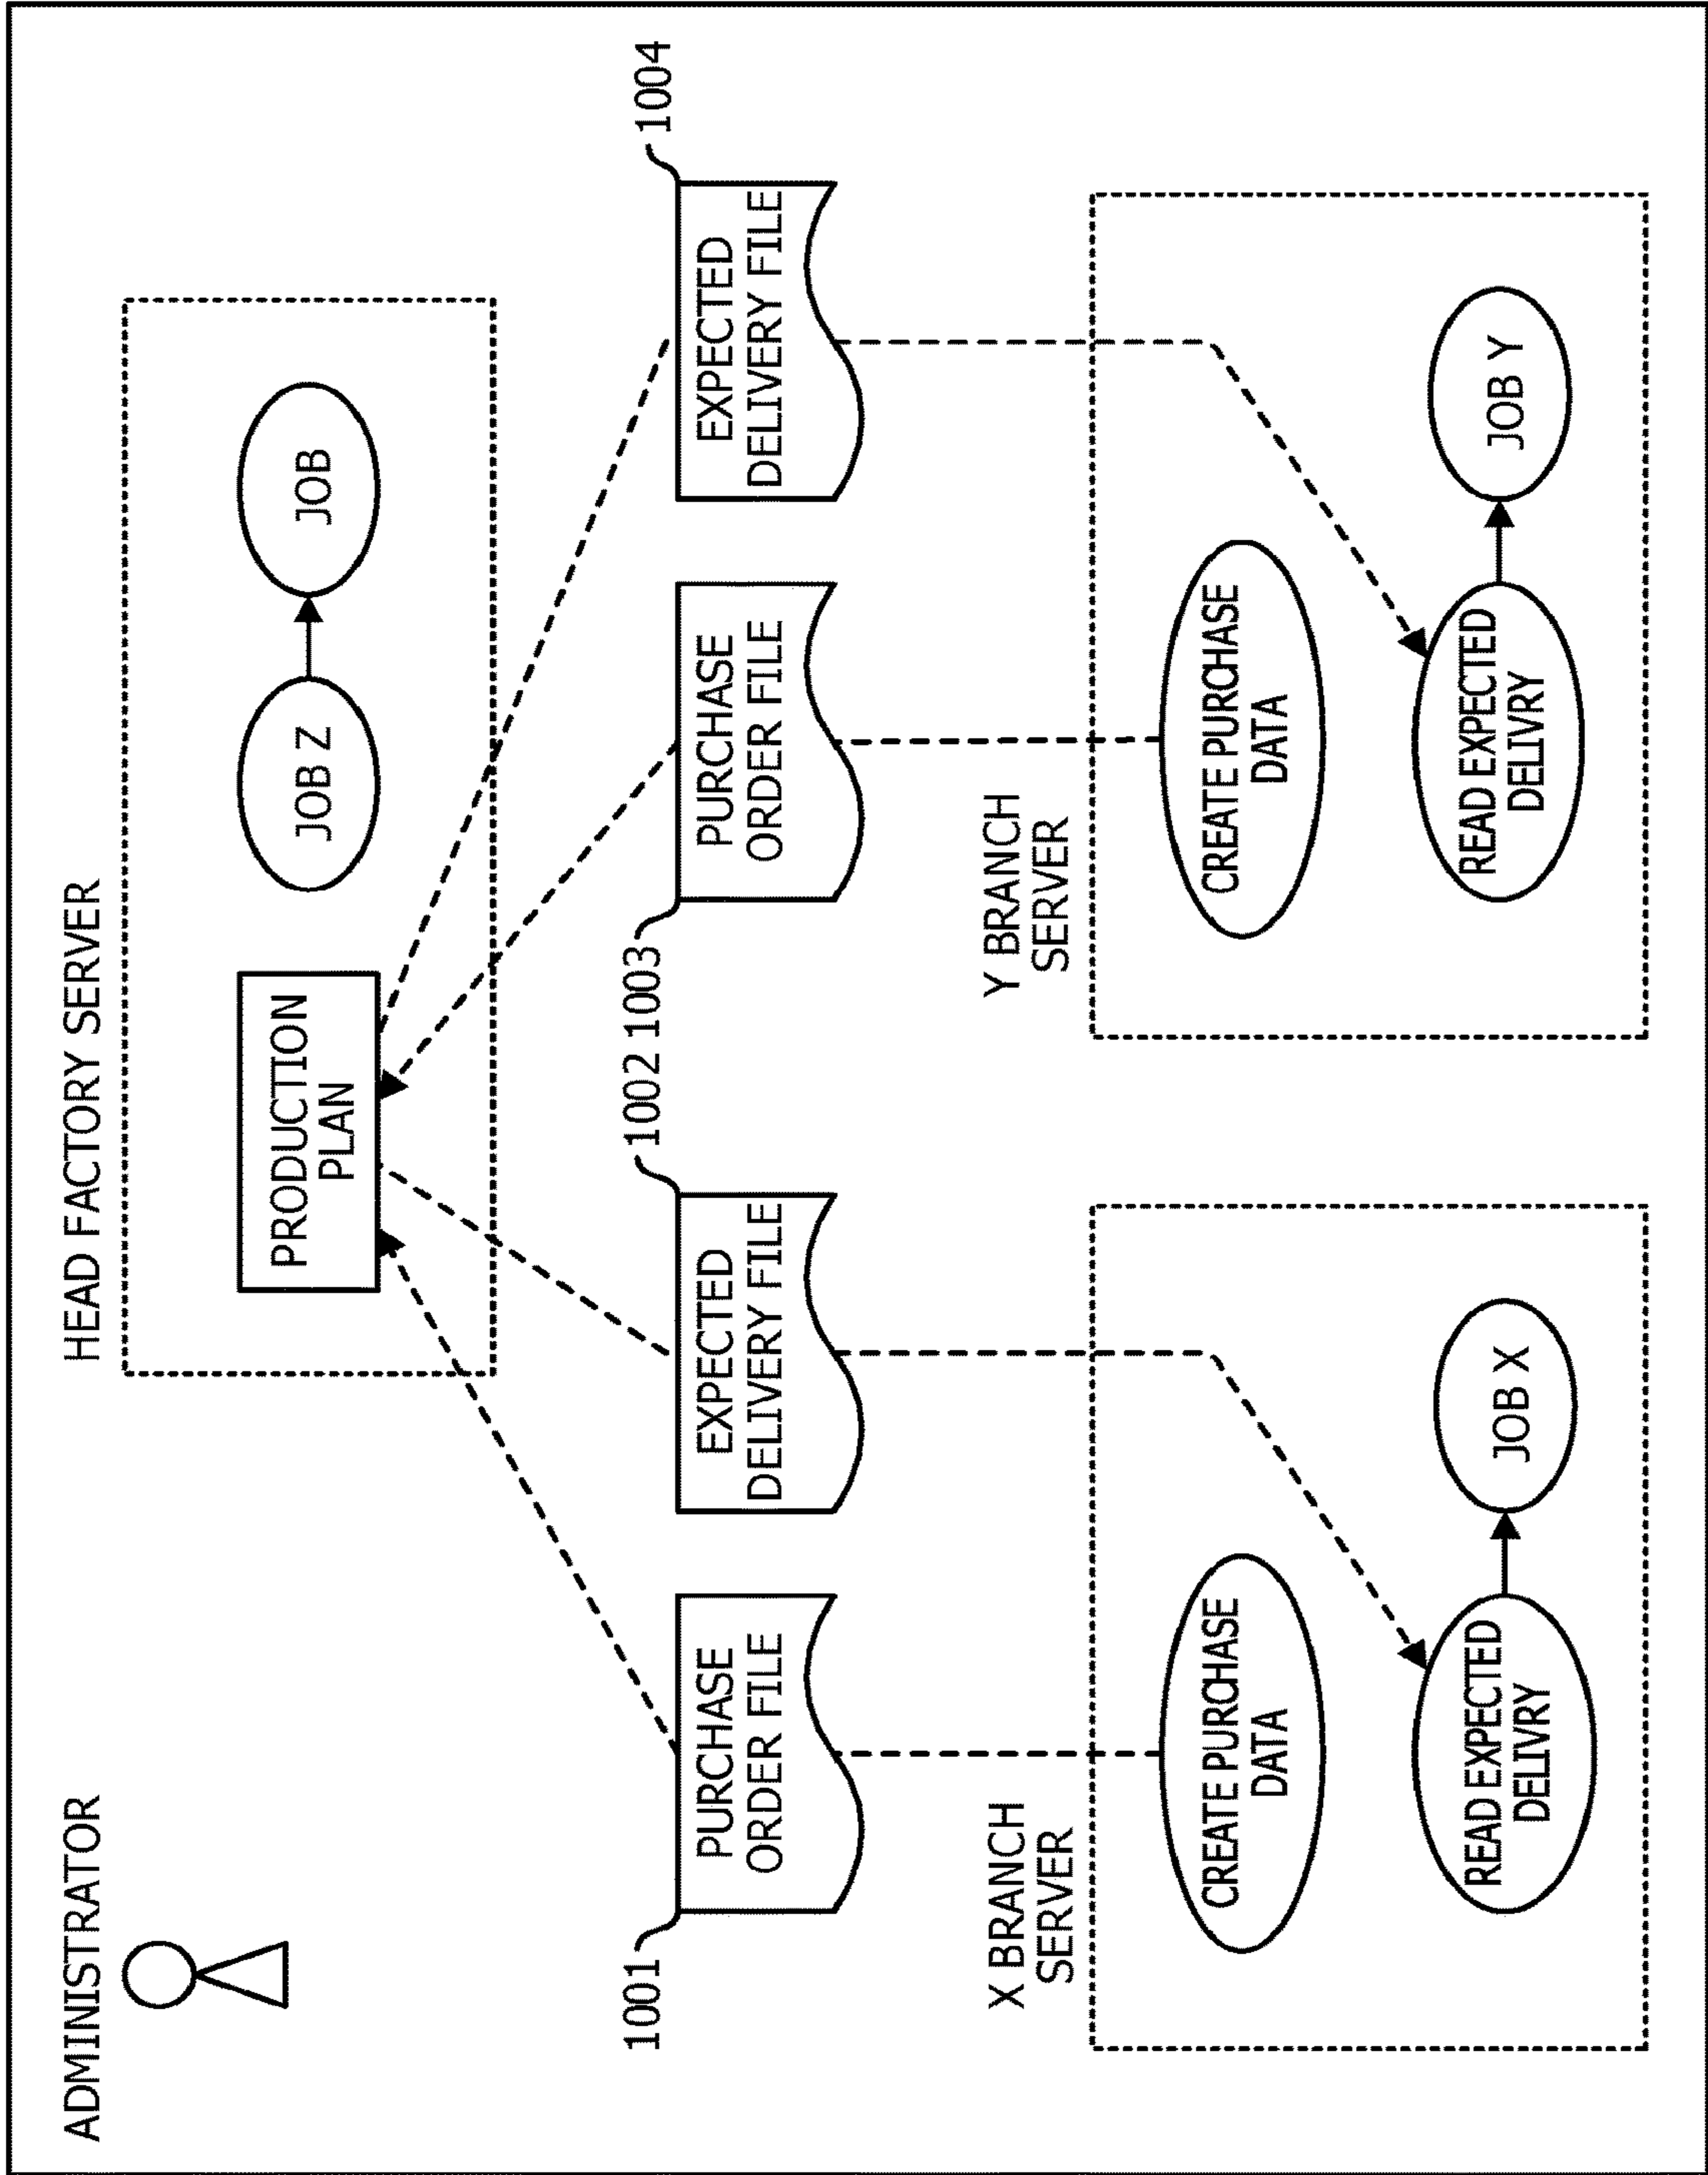 ADMINISTRATOR
HEAD FACTORY SERVER
PRODUCTION
PLAN
JOB Z
JOB
1001
PURCHASE
ORDER FILE
1002
EXPECTED
DELIVERY FILE
1003
PURCHASE
ORDER FILE
1004
EXPECTED
DELIVERY FILE
X BRANCH
SERVER
CREATE PURCHASE
DATA
READ EXPECTED
DELIVRY
JOB X
Y BRANCH
SERVER
CREATE PURCHASE
DATA
READ EXPECTED
DELIVRY
JOB Y